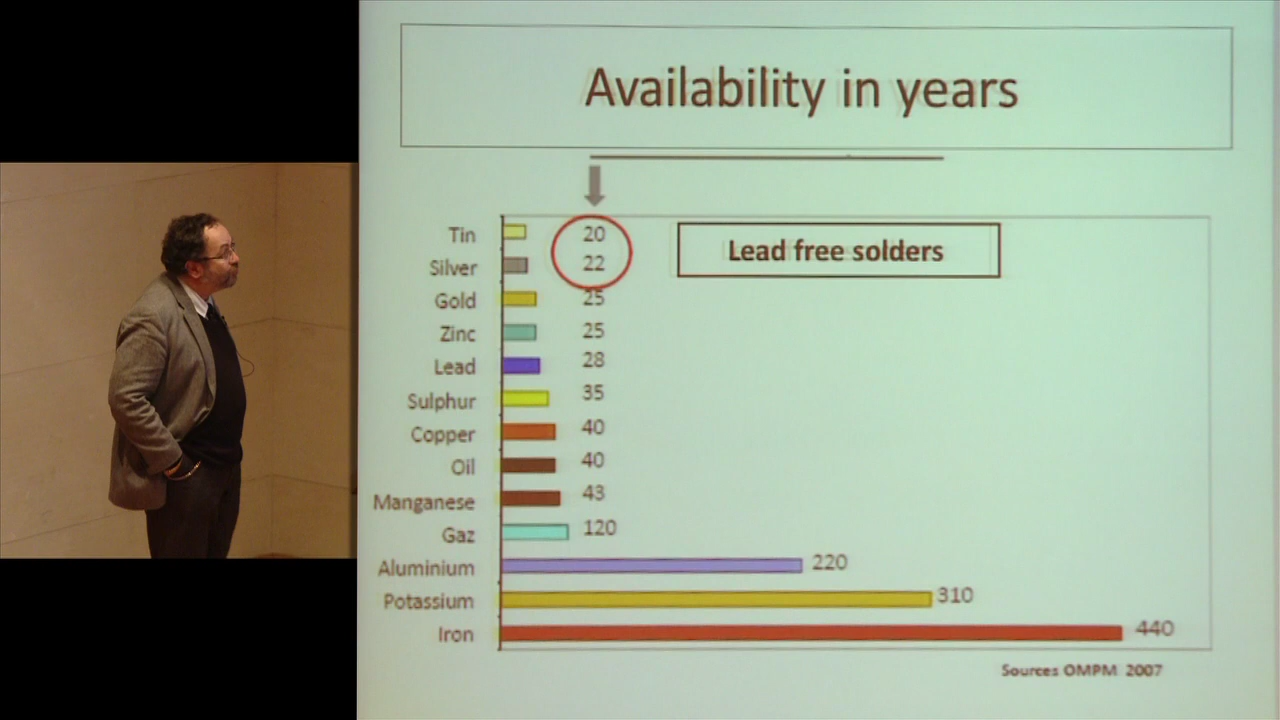 Availability in years
Lead free solders
Tin 20
Silver 22
Gold 25
Zinc 25
Lead 28
Sulphur 35
Copper 40
Oil 40
Manganese 43
Gaz 120
Aluminium 220
Potassium 310
Iron 440
Sources OMPM 2007